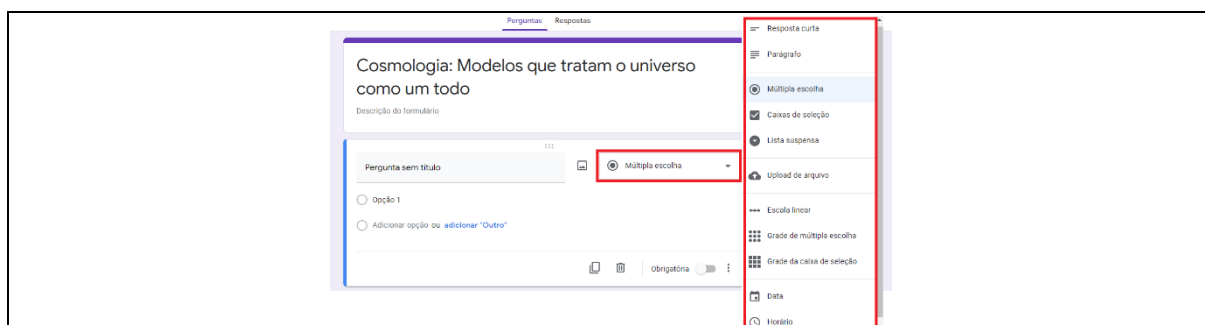 Perguntas Respostas
Cosmologia: Modelos que tratam o universo
como um todo
Descrição do formulário
Pergunta sem título
Múltipla escolha
Opção 1
Adicionar opção ou adicionar "Outro"
Obrigatória
Resposta curta
Parágrafo
Múltipla escolha
Caixas de seleção
Lista suspensa
Upload de arquivo
Escala linear
Grade de múltipla escolha
Grade da caixa de seleção
Data
Horário